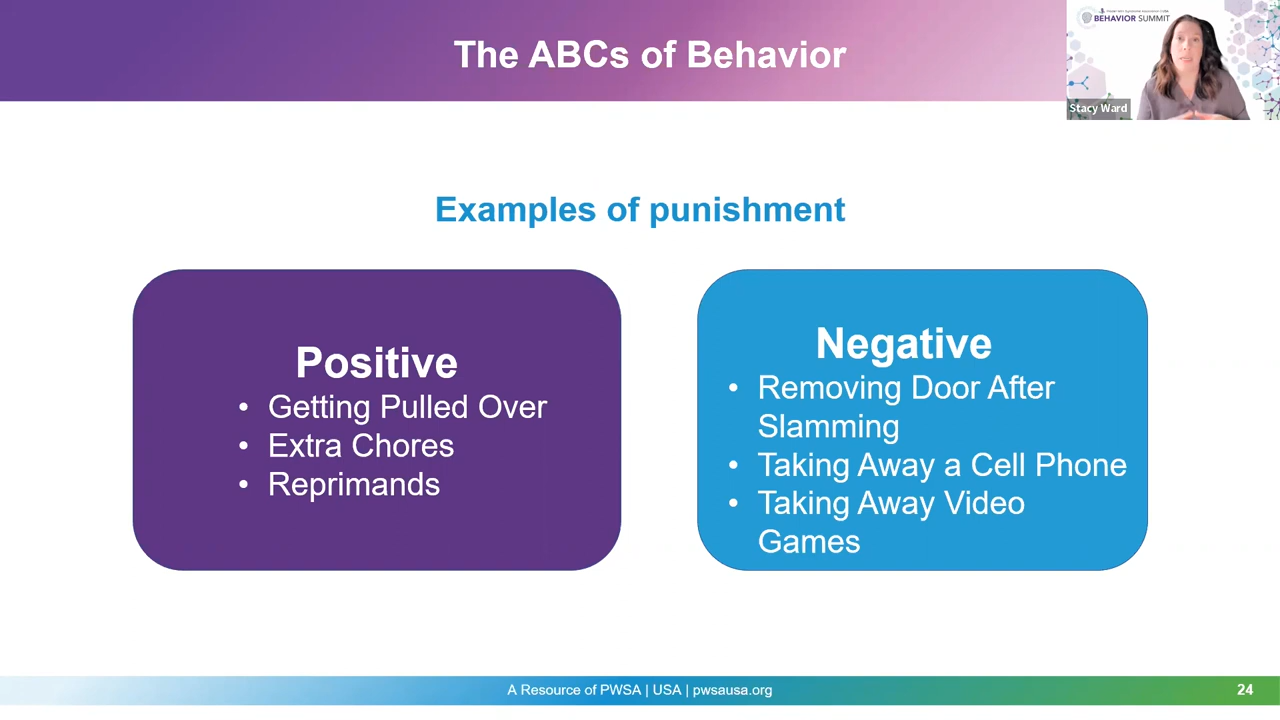 The ABCs of Behavior
BEHAVIOR SUMMIT
Stacy Ward
Examples of punishment
Positive
• Getting Pulled Over
• Extra Chores
• Reprimands
Negative
• Removing Door After
Slamming
• Taking Away a Cell Phone
• Taking Away Video
Games
A Resource of PWSA | USA | pwsausa.org
24